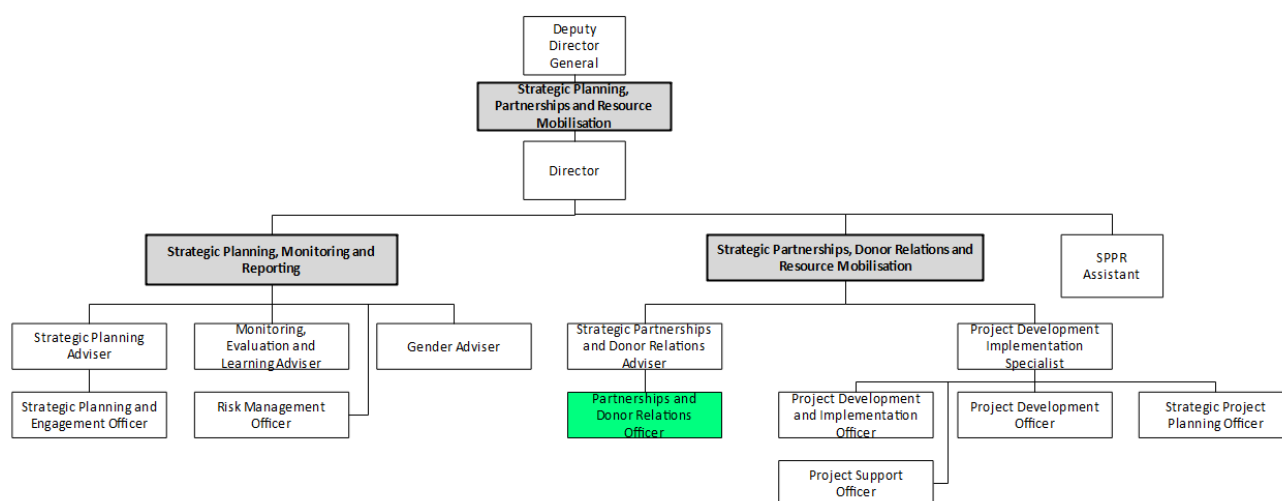 Deputy
Director
General
Strategic Planning,
Partnerships and Resource
Mobilisation
Director
Strategic Planning, Monitoring and
Reporting
Strategic Partnerships, Donor Relations and
Resource Mobilisation
SPPR
Assistant
Strategic Planning
Adviser
Monitoring,
Evaluation and
Learning Adviser
Gender Adviser
Strategic Partnerships
and Donor Relations
Adviser
Project Development
Implementation
Specialist
Strategic Planning and
Engagement Officer
Risk Management
Officer
Partnerships and
Donor Relations
Officer
Project Development
and Implementation
Officer
Project Development
Officer
Strategic Project
Planning Officer
Project Support
Officer